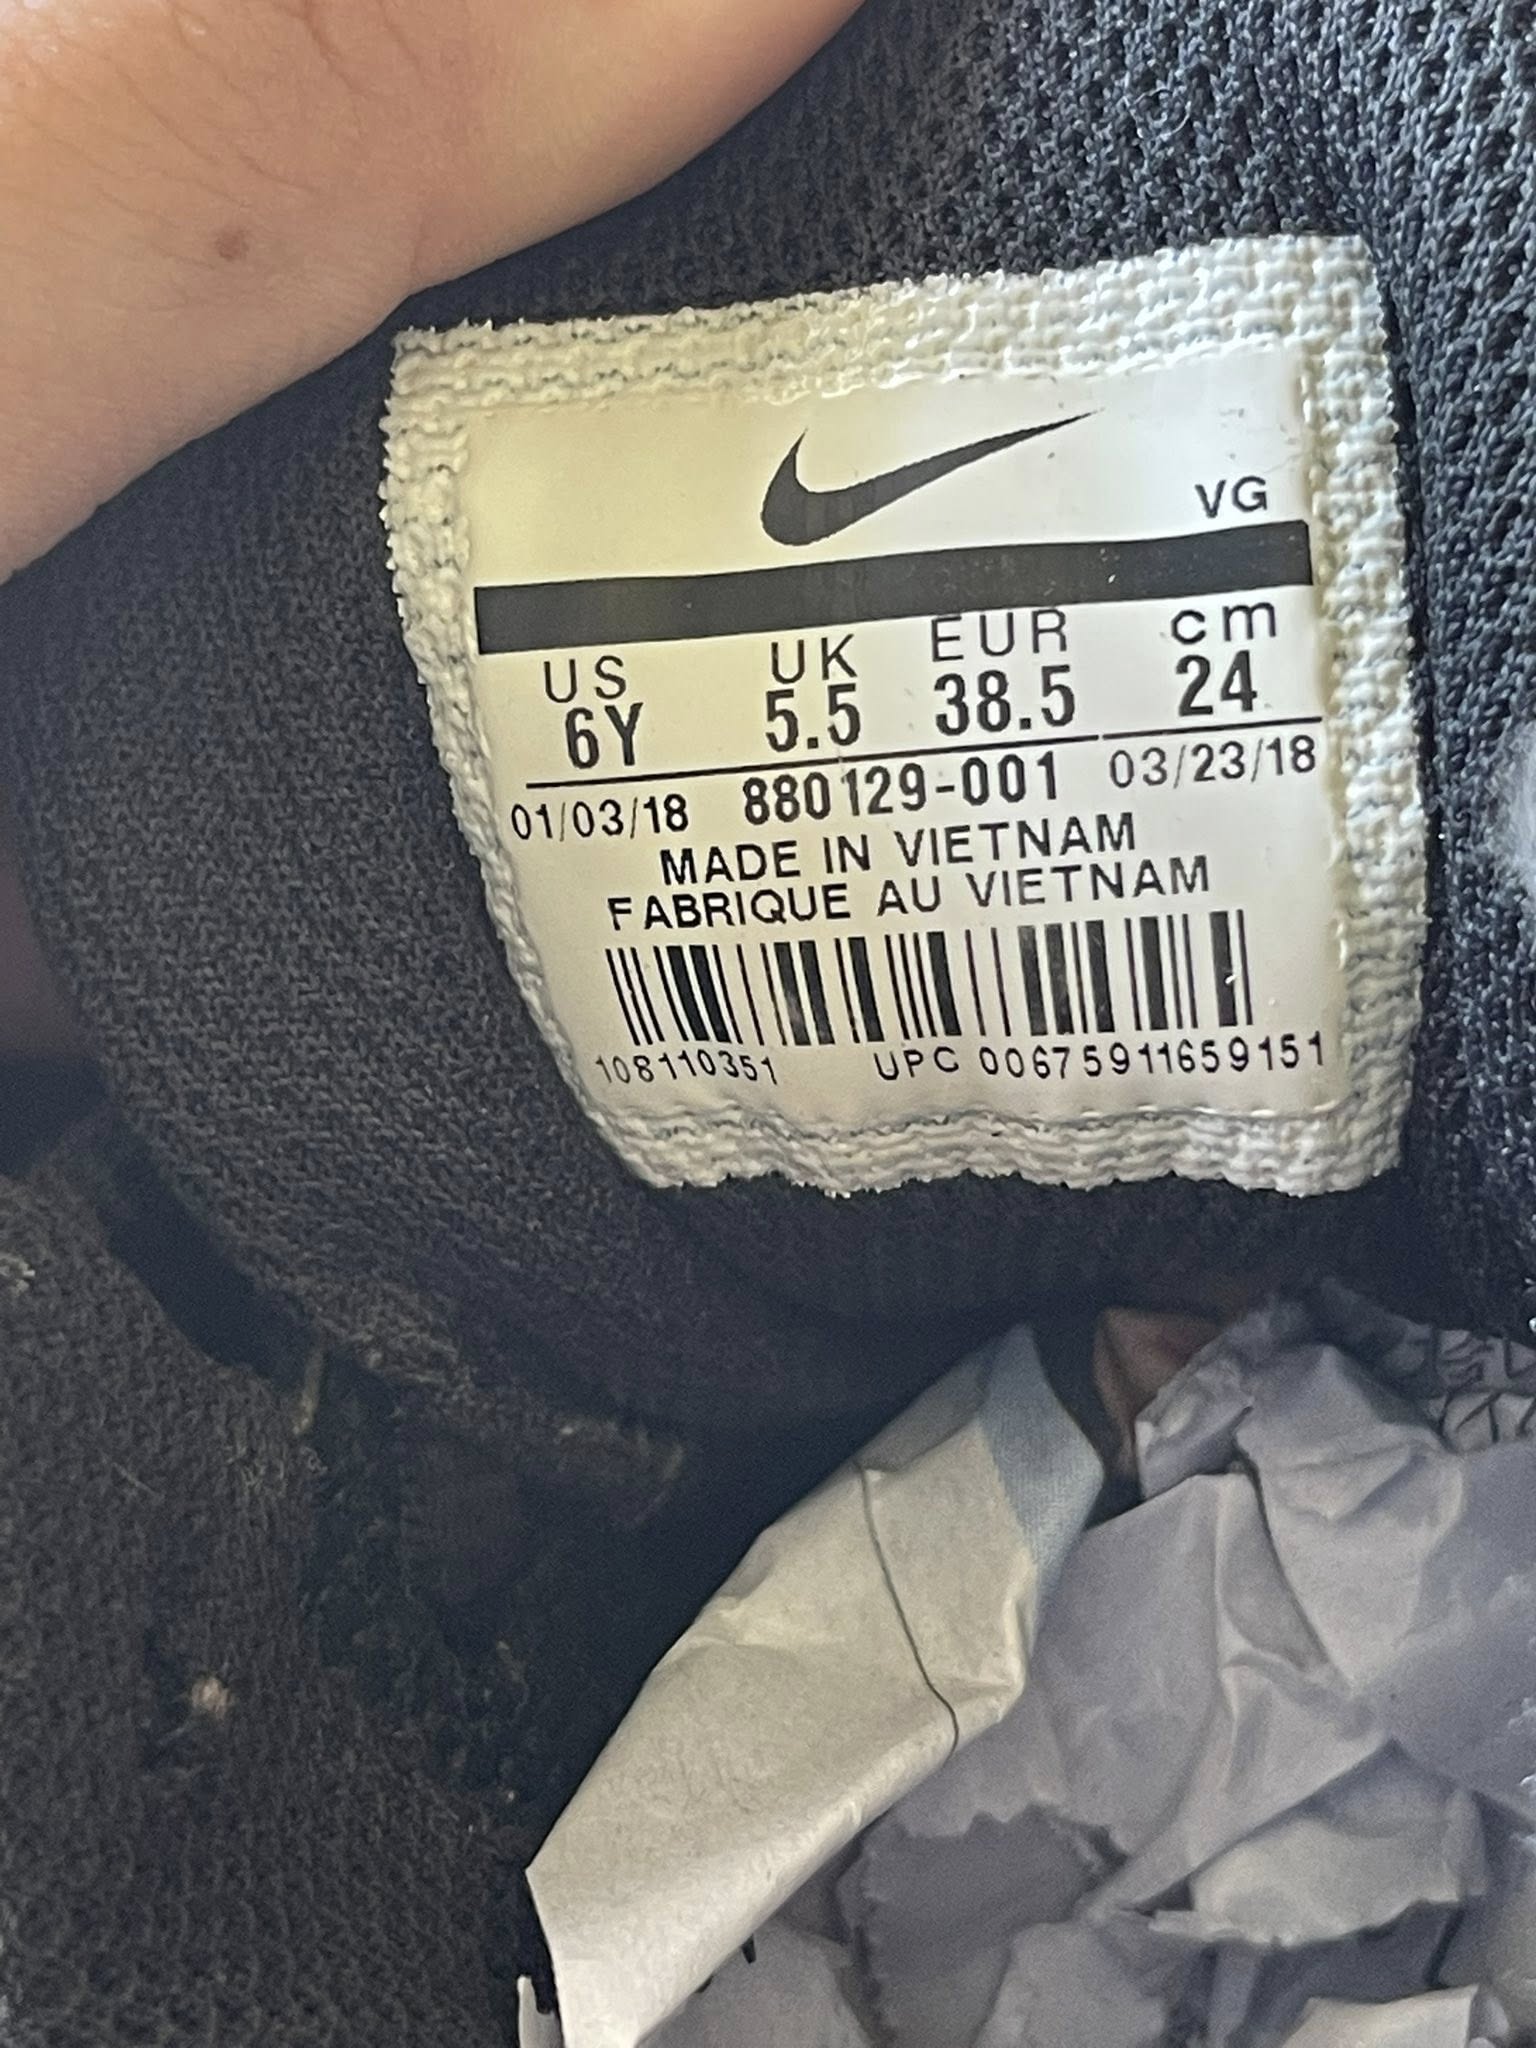 VG
US UK EUR cm
6Y 5.5 38.5 24
01/03/18 880129-001 03/23/18
MADE IN VIETNAM
FABRIQUE AU VIETNAM
108110351 UPC 00675911659151